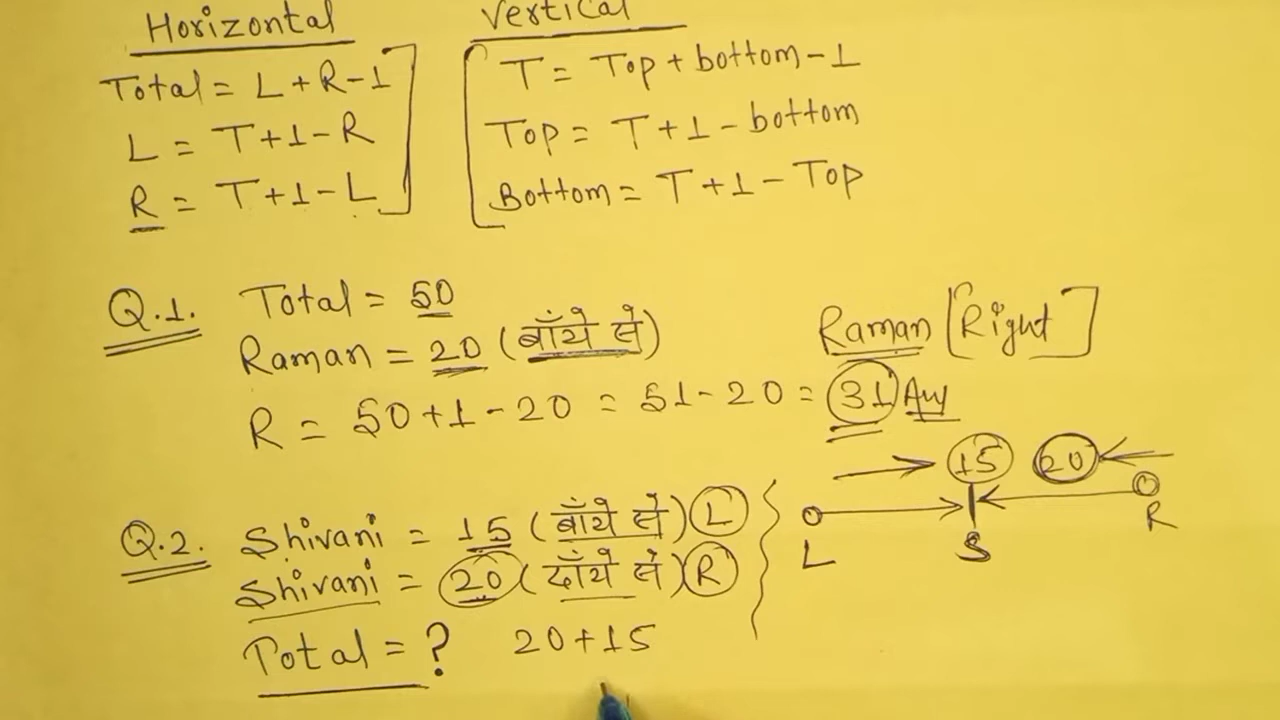 Horizontal
Total = L + R - 1
L = T + 1 - R
R = T + 1 - L
Vertical
T = Top + bottom - 1
Top = T + 1 - bottom
Bottom = T + 1 - Top
Q.1. Total = 50
Raman = 20 (बाँये से)
Raman [Right]
R = 50 + 1 - 20 = 51 - 20 = 31 Ans
Q.2. Shivani = 15 (बाँये से) L
Shivani = 20 (दाँये से) R
Total = ? 20 + 15
15 20
L S R